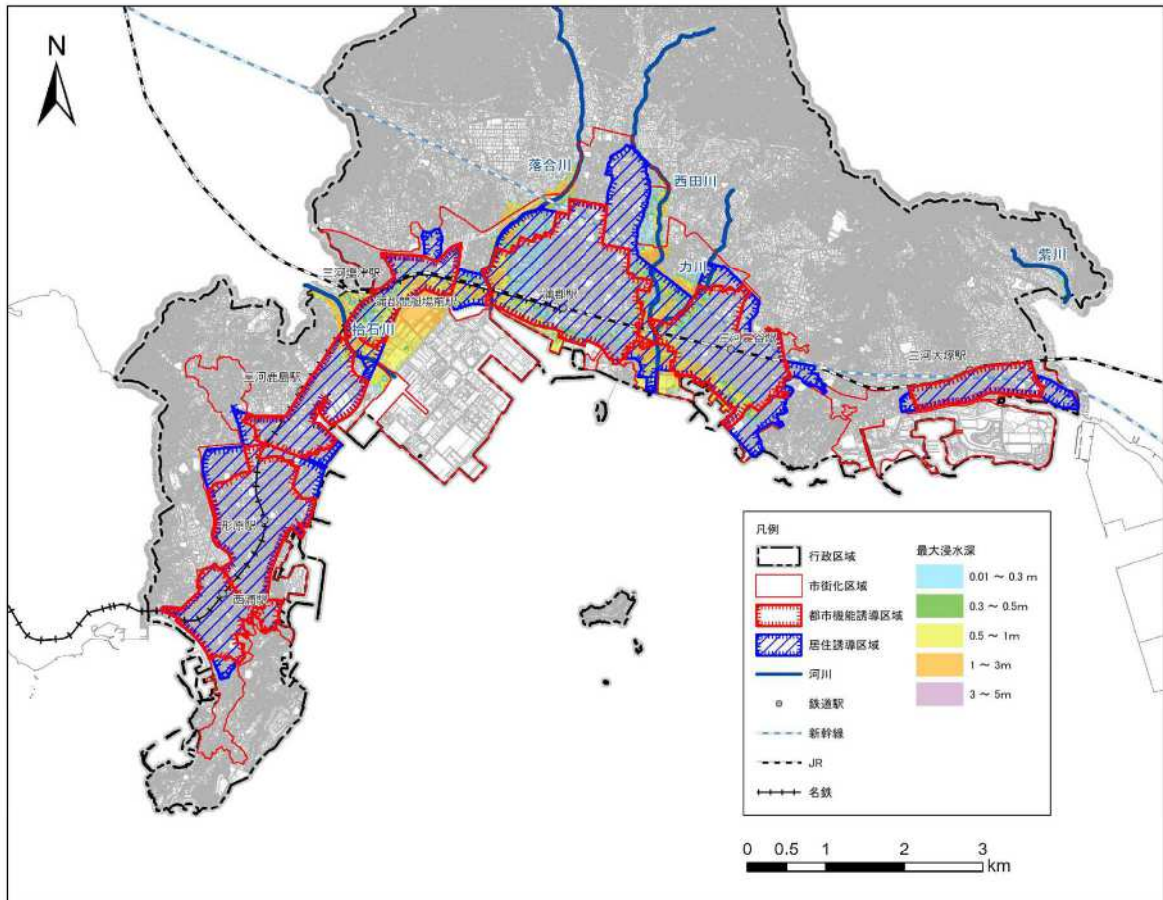 N
落合川
西田川
力川
紫川
三河塩津駅
蒲郡競艇場前駅
蒲郡駅
拾石川
三河三谷駅
三河大塚駅
三河鹿島駅
形原駅
西浦駅
凡例
行政区域
市街化区域
都市機能誘導区域
居住誘導区域
河川
鉄道駅
新幹線
JR
名鉄
最大浸水深
0.01 ～ 0.3 m
0.3 ～ 0.5m
0.5 ～ 1m
1 ～ 3m
3 ～ 5m
0 0.5 1 2 3
km